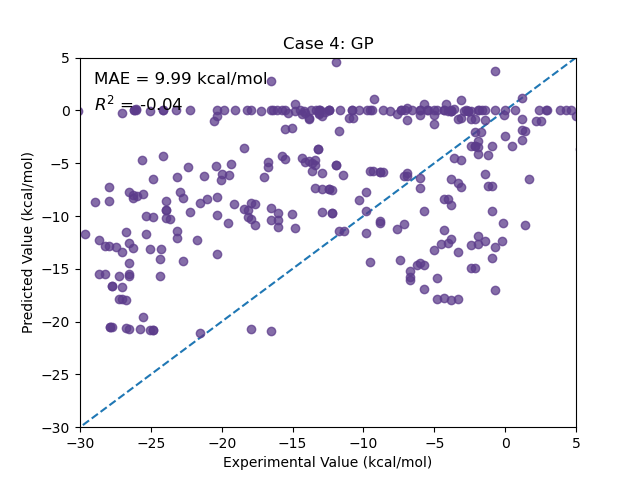 Case 4: GP
MAE = 9.99 kcal/mol
R² = -0.04
5
0
−5
−10
−15
−20
−25
−30
Predicted Value (kcal/mol)
−30 −25 −20 −15 −10 −5 0 5
Experimental Value (kcal/mol)